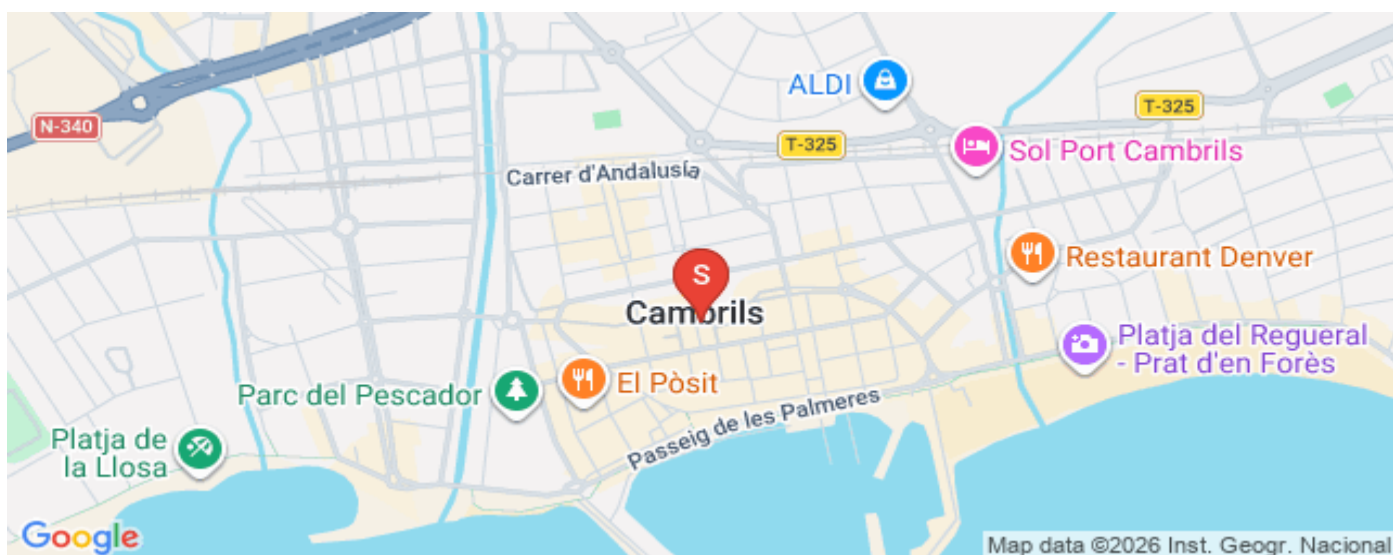 ALDI
T-325
N-340
T-325
Sol Port Cambrils
Carrer d'Andalusía
Restaurant Denver
S
Cambrils
Platja del Regueral
- Prat d'en Forès
El Pòsit
Parc del Pescador
Passeig de les Palmeres
Platja de
la Llosa
Google
Map data ©2026 Inst. Geogr. Nacional